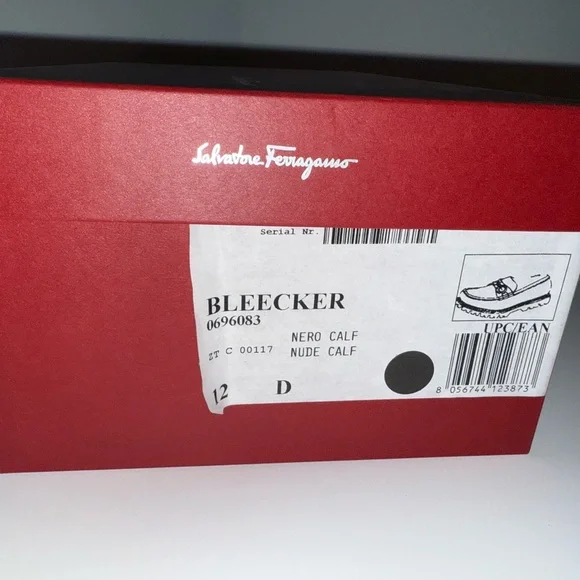 Salvatore Ferragamo
Serial Nr.
BLEECKER
0696083
NERO CALF
ZT C 00117 NUDE CALF
12 D
UPC/EAN
8 056744 123873